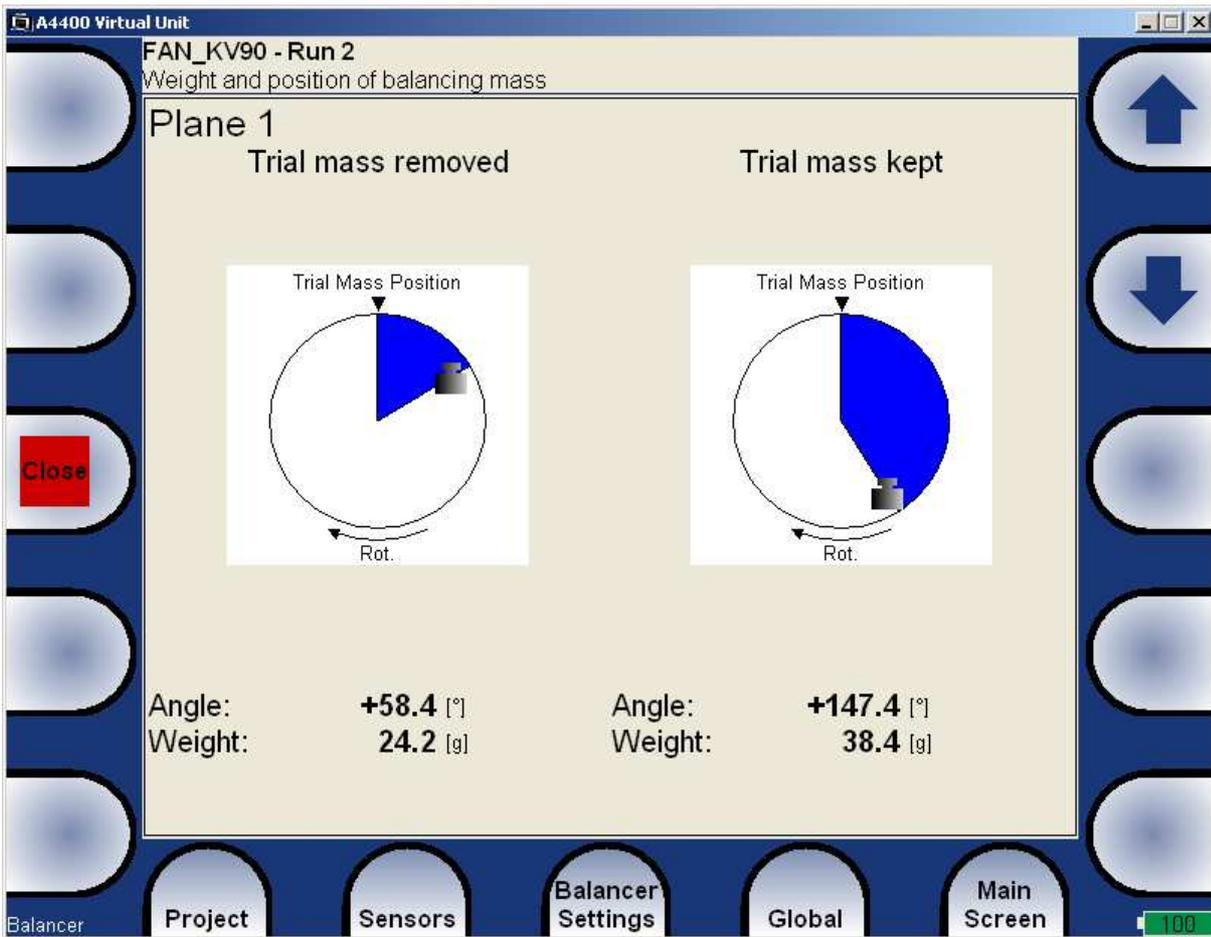 A4400 Virtual Unit
FAN_KV90 - Run 2
Weight and position of balancing mass
Plane 1
Trial mass removed
Trial mass kept
Trial Mass Position
Trial Mass Position
Rot.
Rot.
Close
Angle: +58.4 [°]
Weight: 24.2 [g]
Angle: +147.4 [°]
Weight: 38.4 [g]
Balancer
Project
Sensors
Balancer
Settings
Global
Main
Screen
100